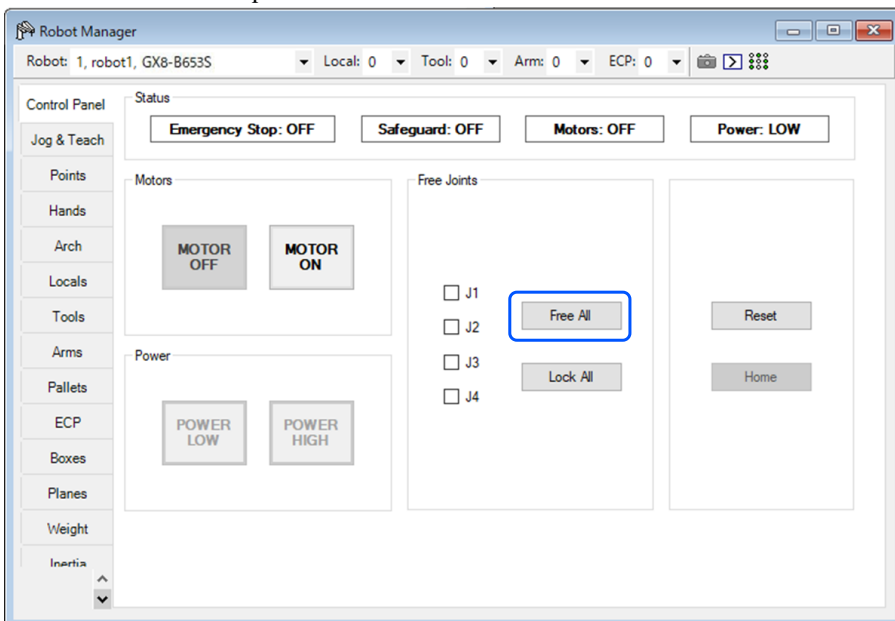 Robot Manager
Robot: 1, robot1, GX8-B653S Local: 0 Tool: 0 Arm: 0 ECP: 0
Control Panel
Jog & Teach
Points
Hands
Arch
Locals
Tools
Arms
Pallets
ECP
Boxes
Planes
Weight
Inertia
Status
Emergency Stop: OFF Safeguard: OFF Motors: OFF Power: LOW
Motors
MOTOR
OFF
MOTOR
ON
Power
POWER
LOW
POWER
HIGH
Free Joints
J1
J2
J3
J4
Free All
Lock All
Reset
Home